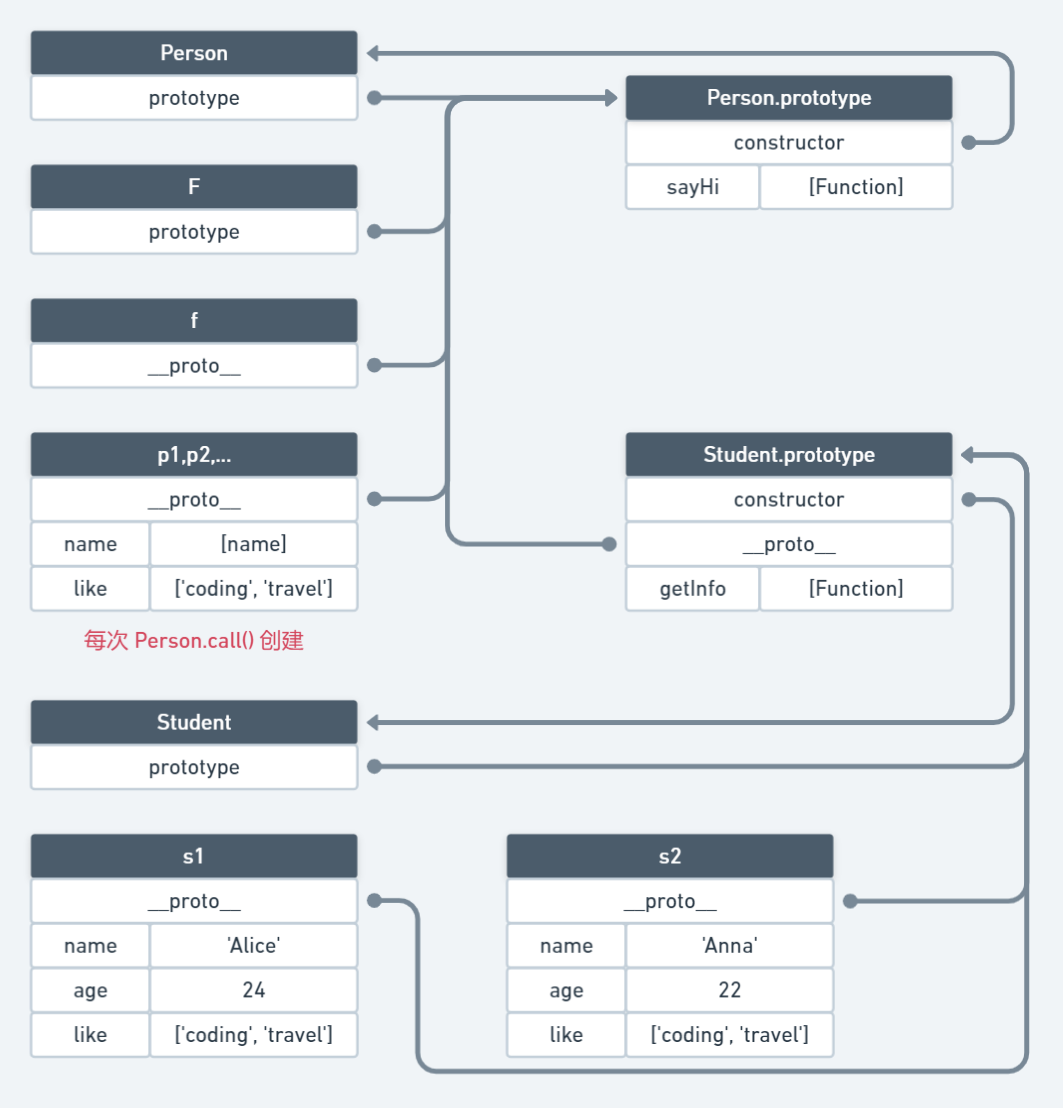 Person
prototype
Person.prototype
constructor
sayHi [Function]
F
prototype
f
__proto__
p1,p2,...
__proto__
name [name]
like ['coding', 'travel']
每次 Person.call() 创建
Student.prototype
constructor
__proto__
getInfo [Function]
Student
prototype
s1
__proto__
name 'Alice'
age 24
like ['coding', 'travel']
s2
__proto__
name 'Anna'
age 22
like ['coding', 'travel']